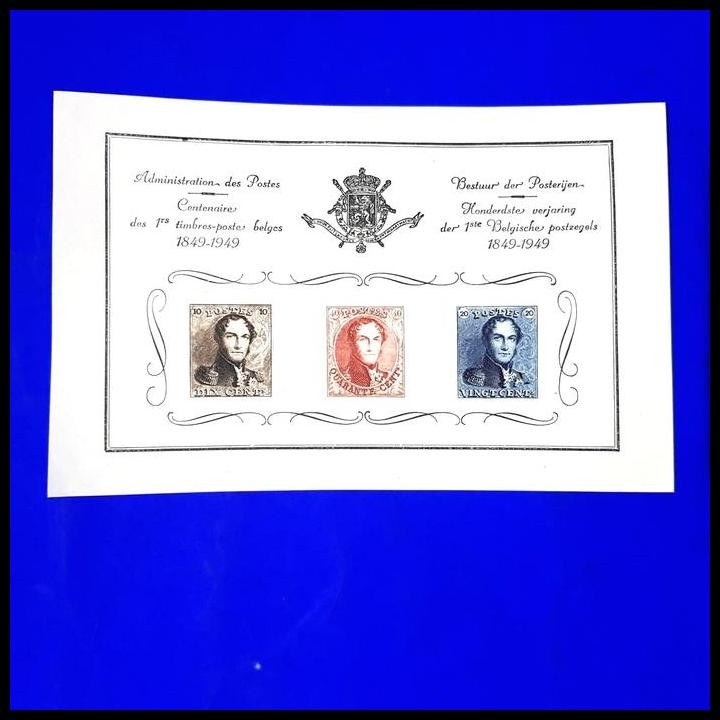 Administration des Postes
Centenaire
des 1rs timbres-poste belges
1849-1949
Bestuur der Posterijen
Honderdste verjaring
der 1ste Belgische postzegels
1849-1949
10 POSTES 10
DIX CENT.
POSTES
QUARANTE CENT.
20 POSTES 20
VINGT CENT.